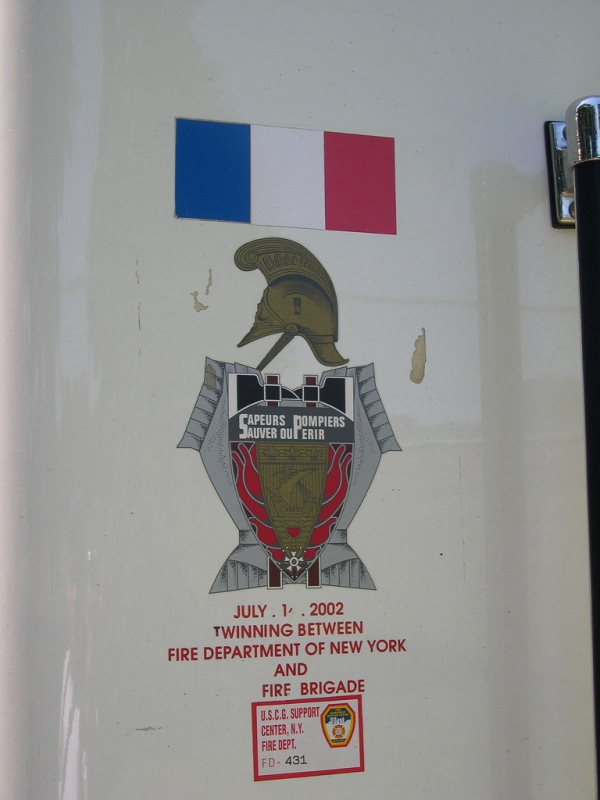 SAPEURS POMPIERS
SAUVER OU PERIR
JULY . 2002
TWINNING BETWEEN
FIRE DEPARTMENT OF NEW YORK
AND
FIRE BRIGADE
U.S.C.G. SUPPORT
CENTER, N.Y.
FIRE DEPT.
FD- 431